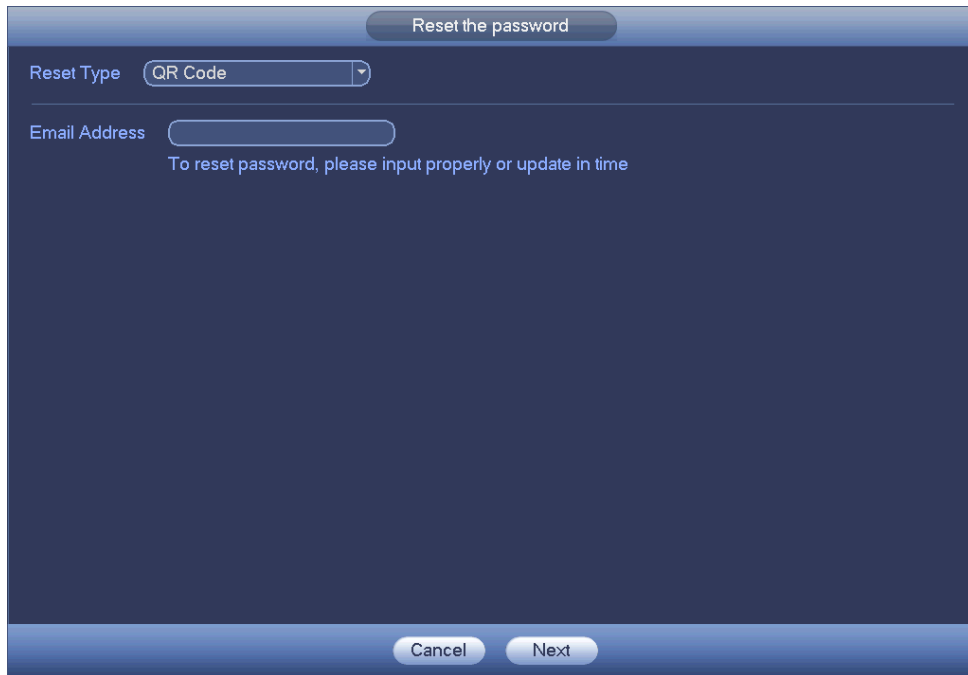 Reset the password
Reset Type QR Code
Email Address
To reset password, please input properly or update in time
Cancel Next